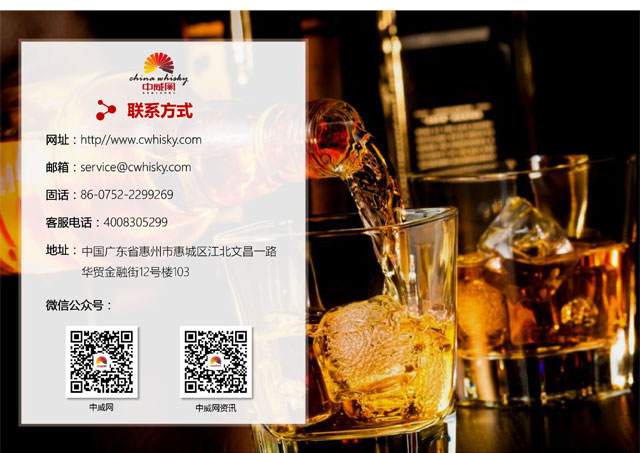 china whisky
中威网
联系方式
网址：http//www.cwhisky.com
邮箱：service@cwhisky.com
固话：86-0752-2299269
客服电话：4008305299
地址：中国广东省惠州市惠城区江北文昌一路
华贸金融街12号楼103
微信公众号：
中威网
中威网资讯